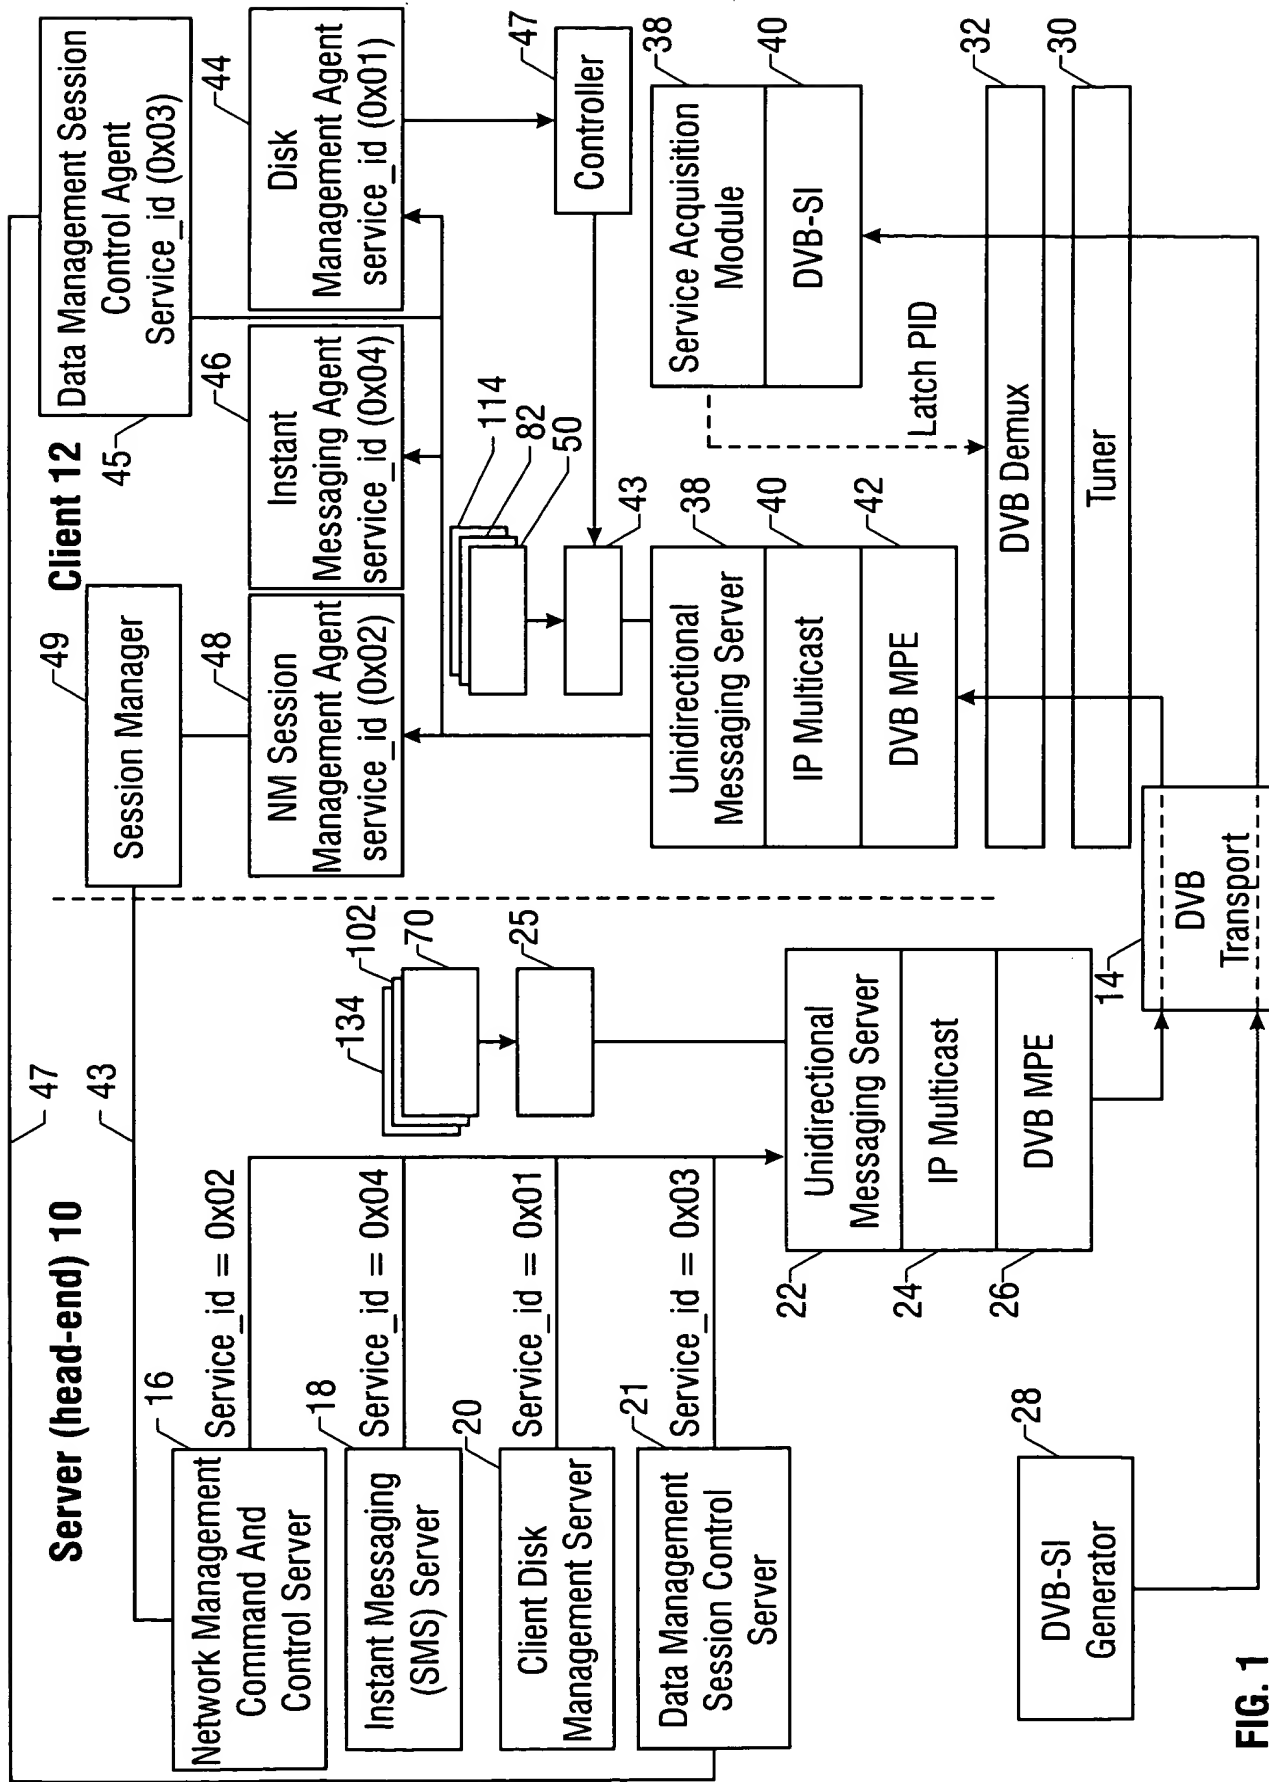 Server (head-end) 10
47
43
16
Network Management
Command And
Control Server
Service_id = 0x02
18
Instant Messaging
(SMS) Server
Service_id = 0x04
20
Client Disk
Management Server
Service_id = 0x01
21
Data Management
Session Control
Server
Service_id = 0x03
134
102
70
25
22
Unidirectional
Messaging Server
24
IP Multicast
26
DVB MPE
28
DVB-SI
Generator
14
DVB
Transport
Client 12
49
Session Manager
45
Data Management Session
Control Agent
Service_id (0x03)
48
NM Session
Management Agent
service_id (0x02)
46
Instant
Messaging Agent
service_id (0x04)
44
Disk
Management Agent
service_id (0x01)
114
82
50
43
47
Controller
Unidirectional
Messaging Server
38
IP Multicast
40
DVB MPE
42
Service Acquisition
Module
38
DVB-SI
40
Latch PID
DVB Demux
32
Tuner
30
FIG. 1